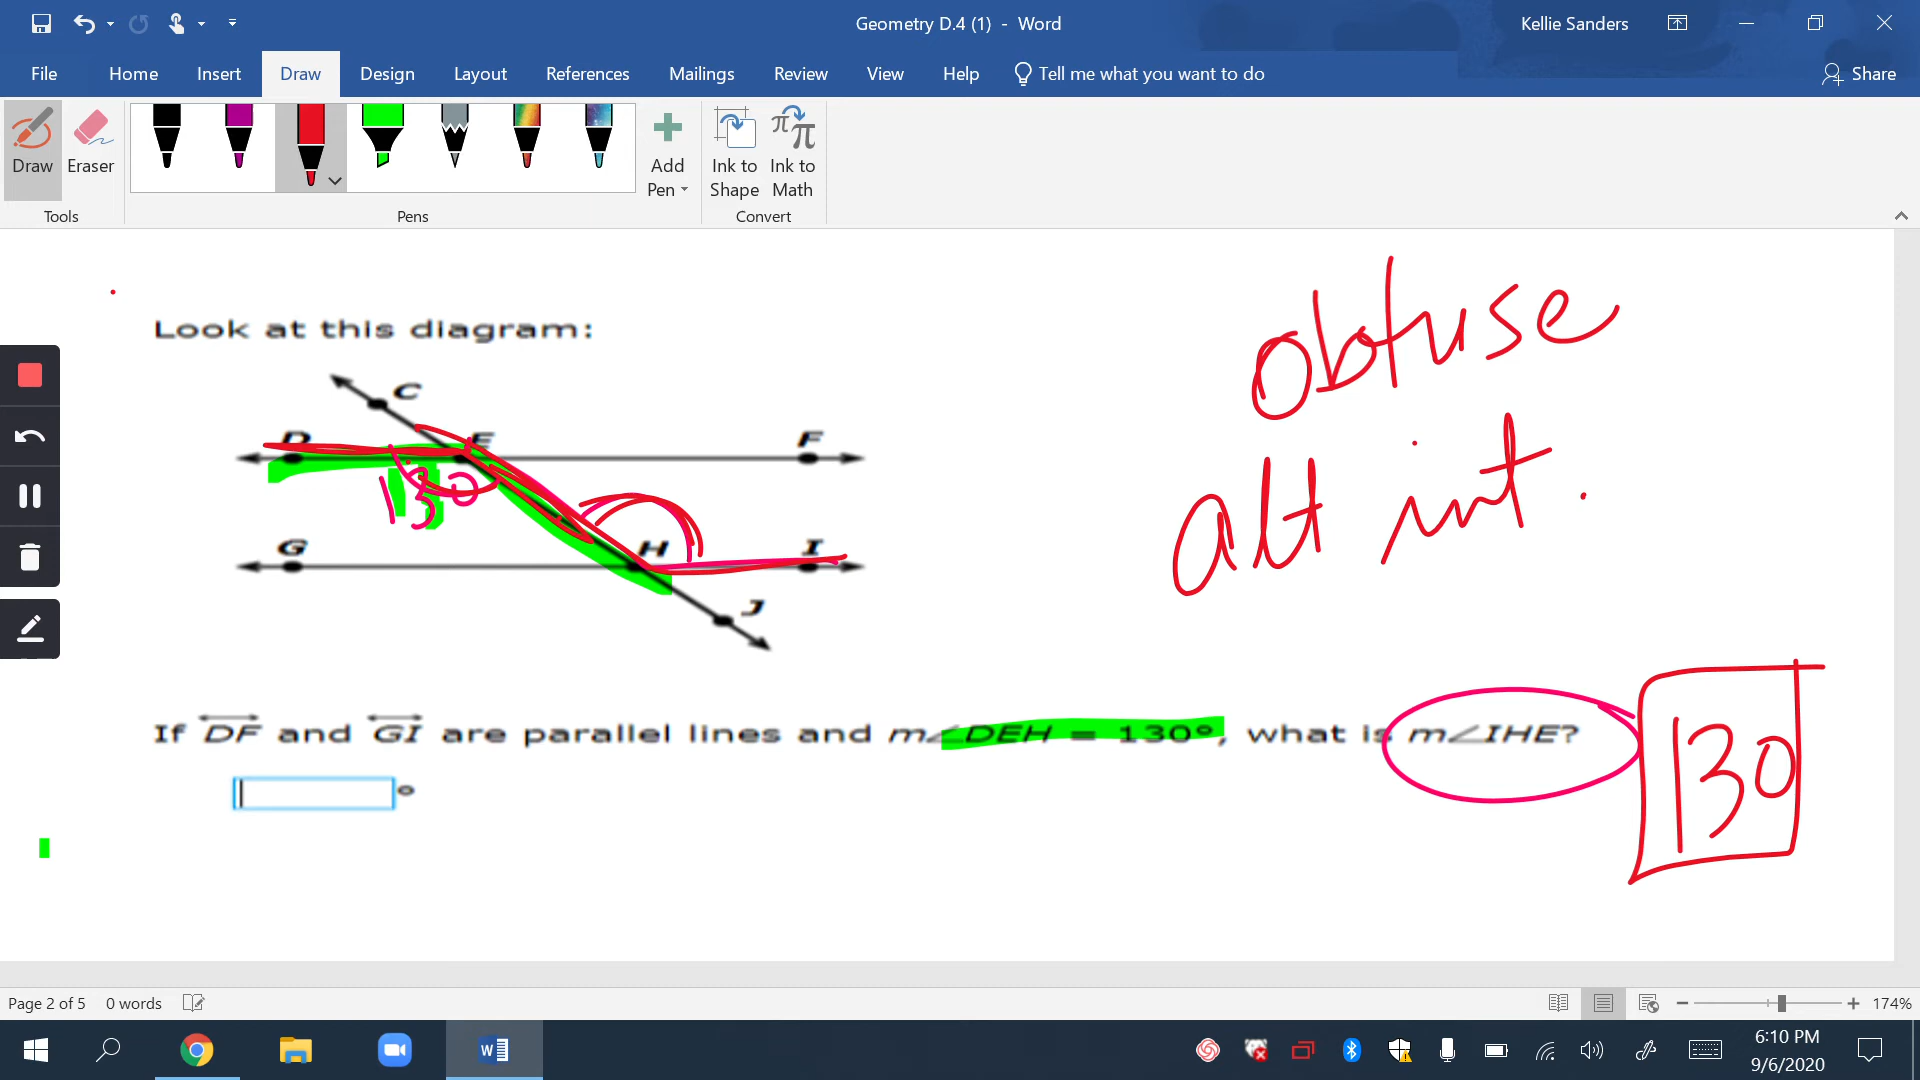 Geometry D.4 (1) - Word
Kellie Sanders
File Home Insert Draw Design Layout References Mailings Review View Help Tell me what you want to do Share
Draw Eraser
Add Pen
Ink to Shape
Ink to Math
Tools Pens Convert
Look at this diagram:
obtuse
alt int.
C
D E F
130
G H I
J
If DF and GI are parallel lines and m∠DEH = 130°, what is m∠IHE?
130
°
Page 2 of 5 0 words 174%
6:10 PM
9/6/2020